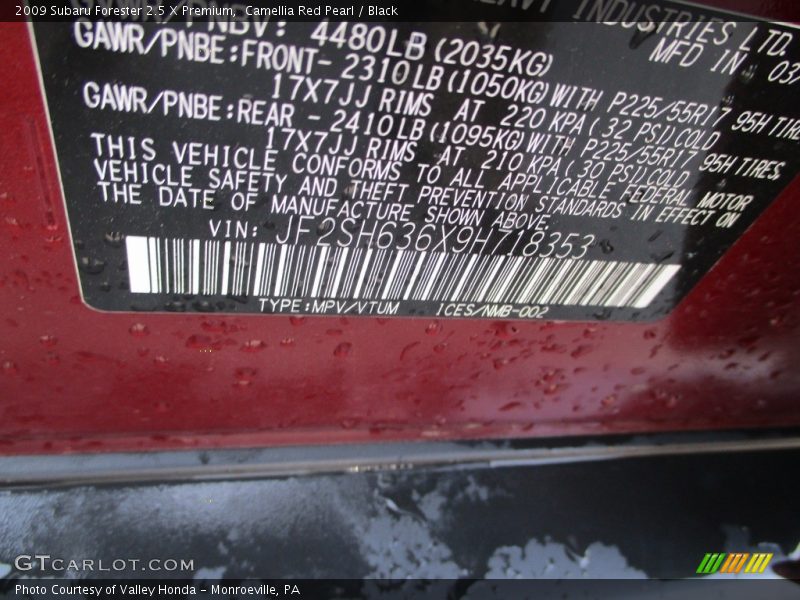 2009 Subaru Forester 2.5 X Premium,  Camellia Red Pearl / Black
INDUSTRIES LTD.
4480LB (2035KG)
MFD IN 03
GAWR/PNBE:FRONT- 2310LB (1050KG) WITH P225/55R17 95H TIRES
17X7JJ RIMS AT 220 KPA ( 32 PSI) COLD
GAWR/PNBE:REAR - 2410LB (1095KG) WITH P225/55R17 95H TIRES,
17X7JJ RIMS AT 210 KPA ( 30 PSI) COLD
THIS VEHICLE CONFORMS TO ALL APPLICABLE FEDERAL MOTOR
VEHICLE SAFETY AND THEFT PREVENTION STANDARDS IN EFFECT ON
THE DATE OF MANUFACTURE SHOWN ABOVE.
VIN: JF2SH636X9H718353
TYPE:MPV/VTUM ICES/NMB-002
GTCARLOT.COM
Photo Courtesy of Valley Honda - Monroeville, PA